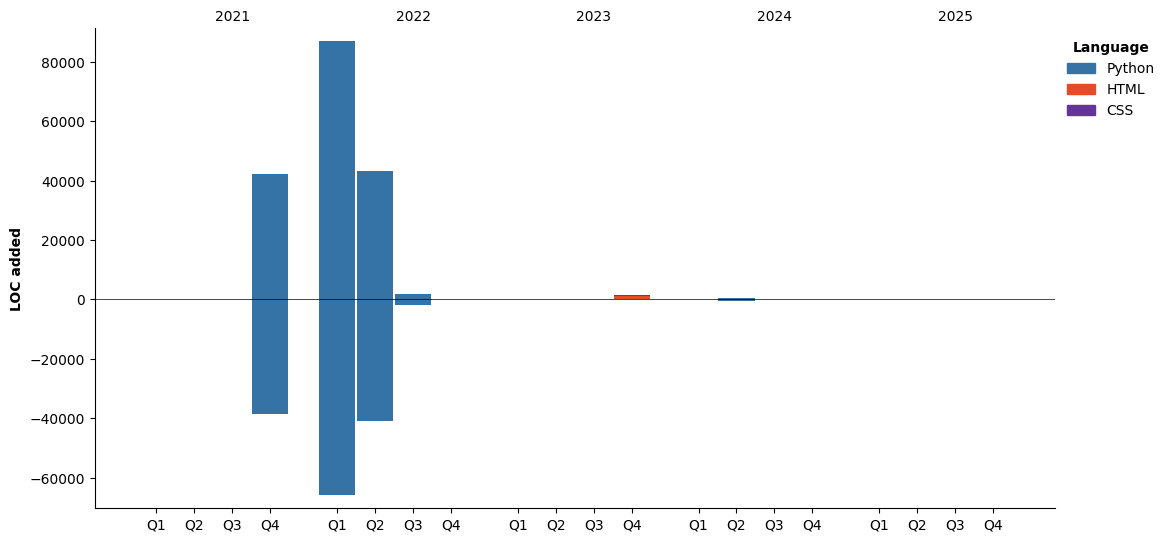 2021 2022 2023 2024 2025
Language
Python
HTML
CSS
LOC added
80000
60000
40000
20000
0
−20000
−40000
−60000
Q1 Q2 Q3 Q4 Q1 Q2 Q3 Q4 Q1 Q2 Q3 Q4 Q1 Q2 Q3 Q4 Q1 Q2 Q3 Q4